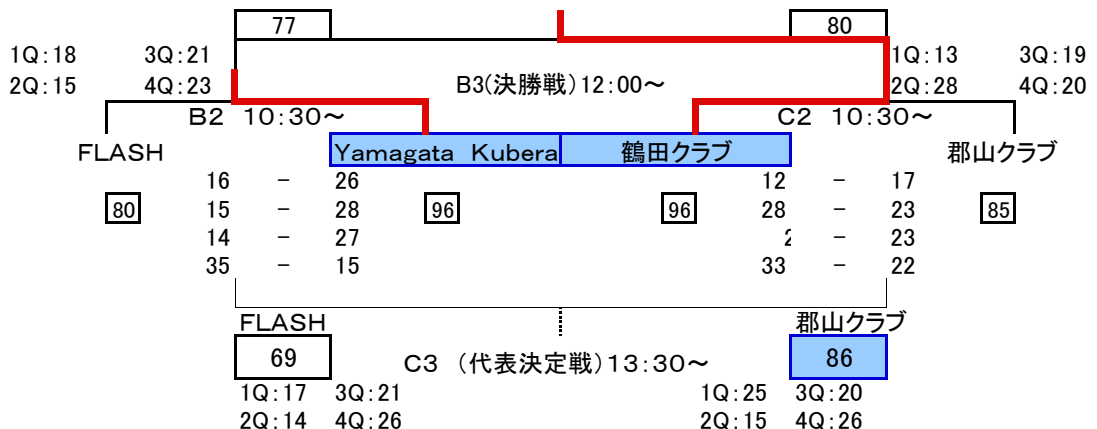 77 80
1Q:18 3Q:21 1Q:13 3Q:19
B3(決勝戦)12:00～
2Q:15 4Q:23 2Q:28 4Q:20
B2 10:30～ C2 10:30～
FLASH Yamagata Kubera 鶴田クラブ 郡山クラブ
16 － 26 12 － 17
80 15 － 28 96 96 28 － 23 85
14 － 27 2 － 23
35 － 15 33 － 22
FLASH 郡山クラブ
69 C3 (代表決定戦)13:30～ 86
1Q:17 3Q:21 1Q:25 3Q:20
2Q:14 4Q:26 2Q:15 4Q:26